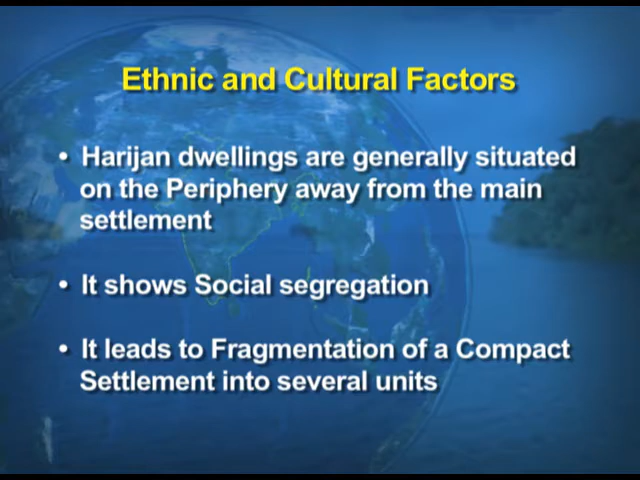 Ethnic and Cultural Factors
• Harijan dwellings are generally situated
on the Periphery away from the main
settlement
• It shows Social segregation
• It leads to Fragmentation of a Compact
Settlement into several units